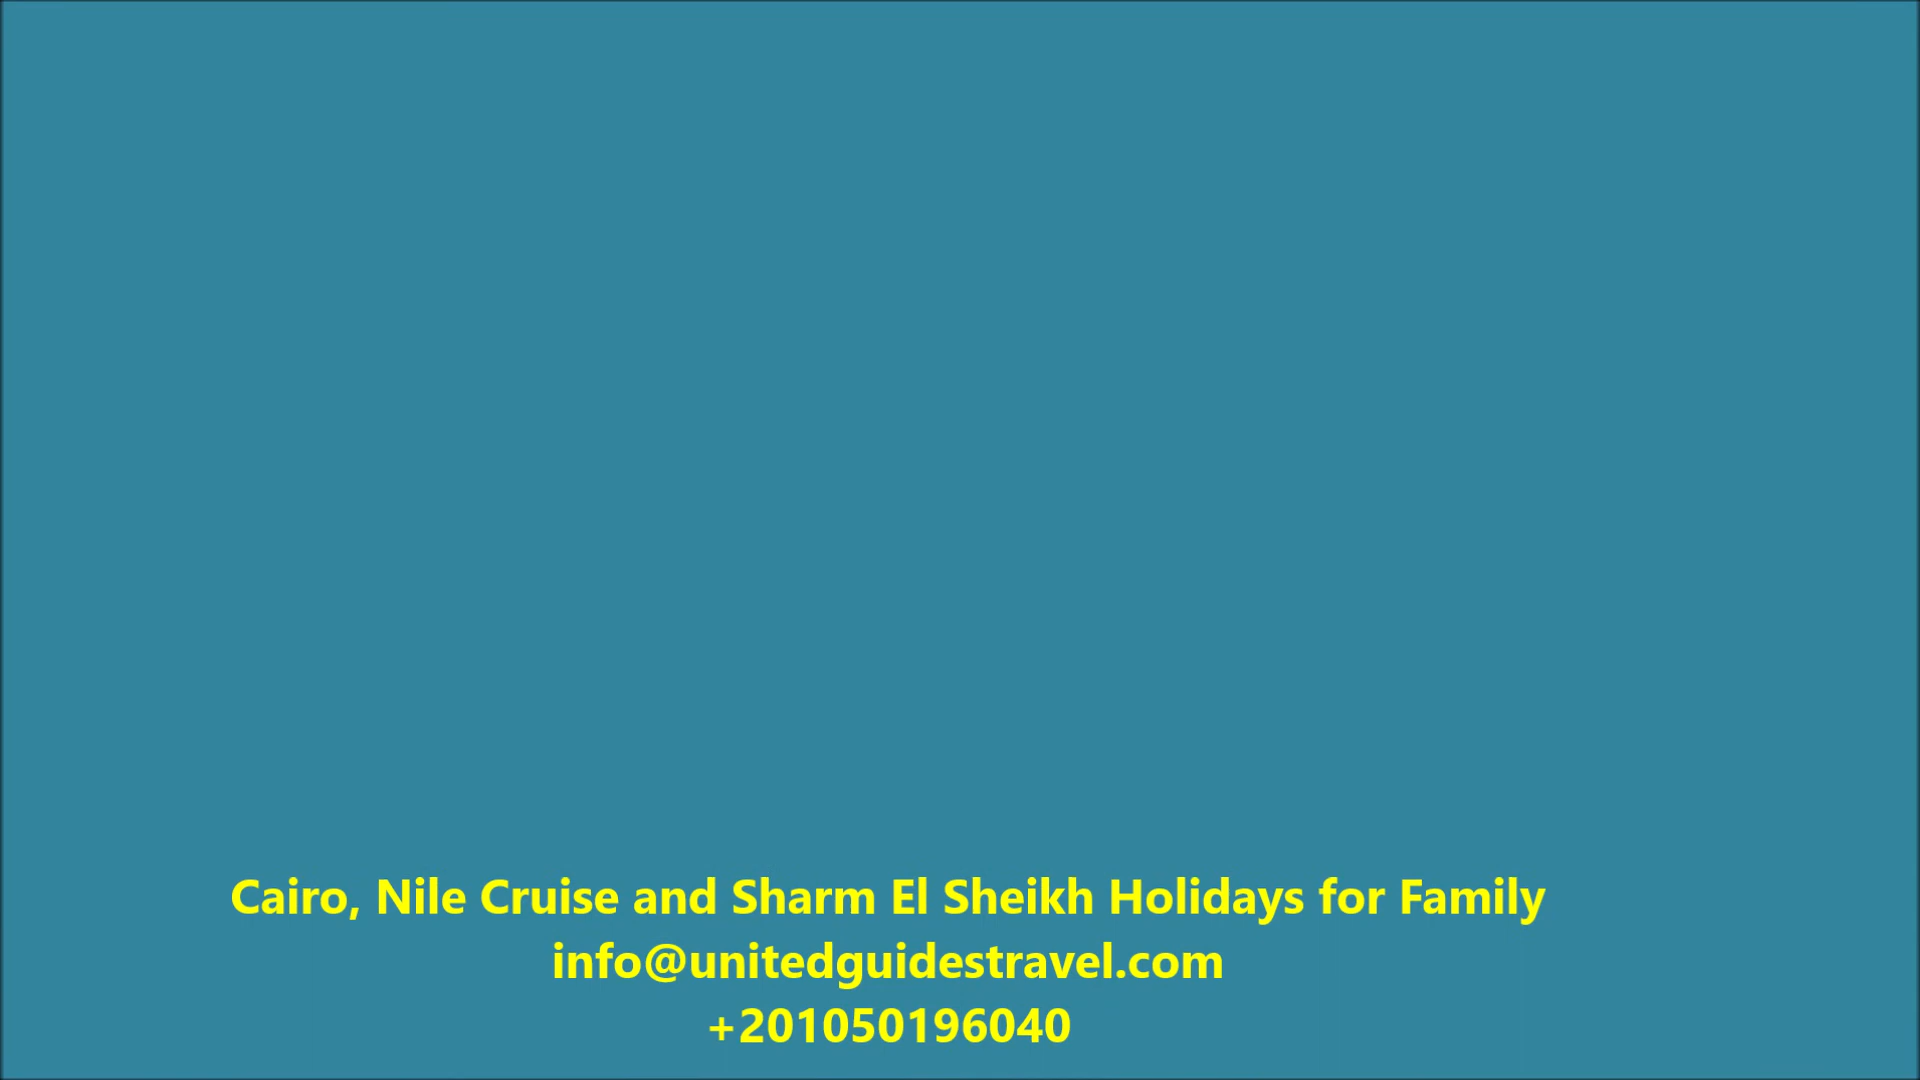 Cairo, Nile Cruise and Sharm El Sheikh Holidays for Family
info@unitedguidestravel.com
+201050196040